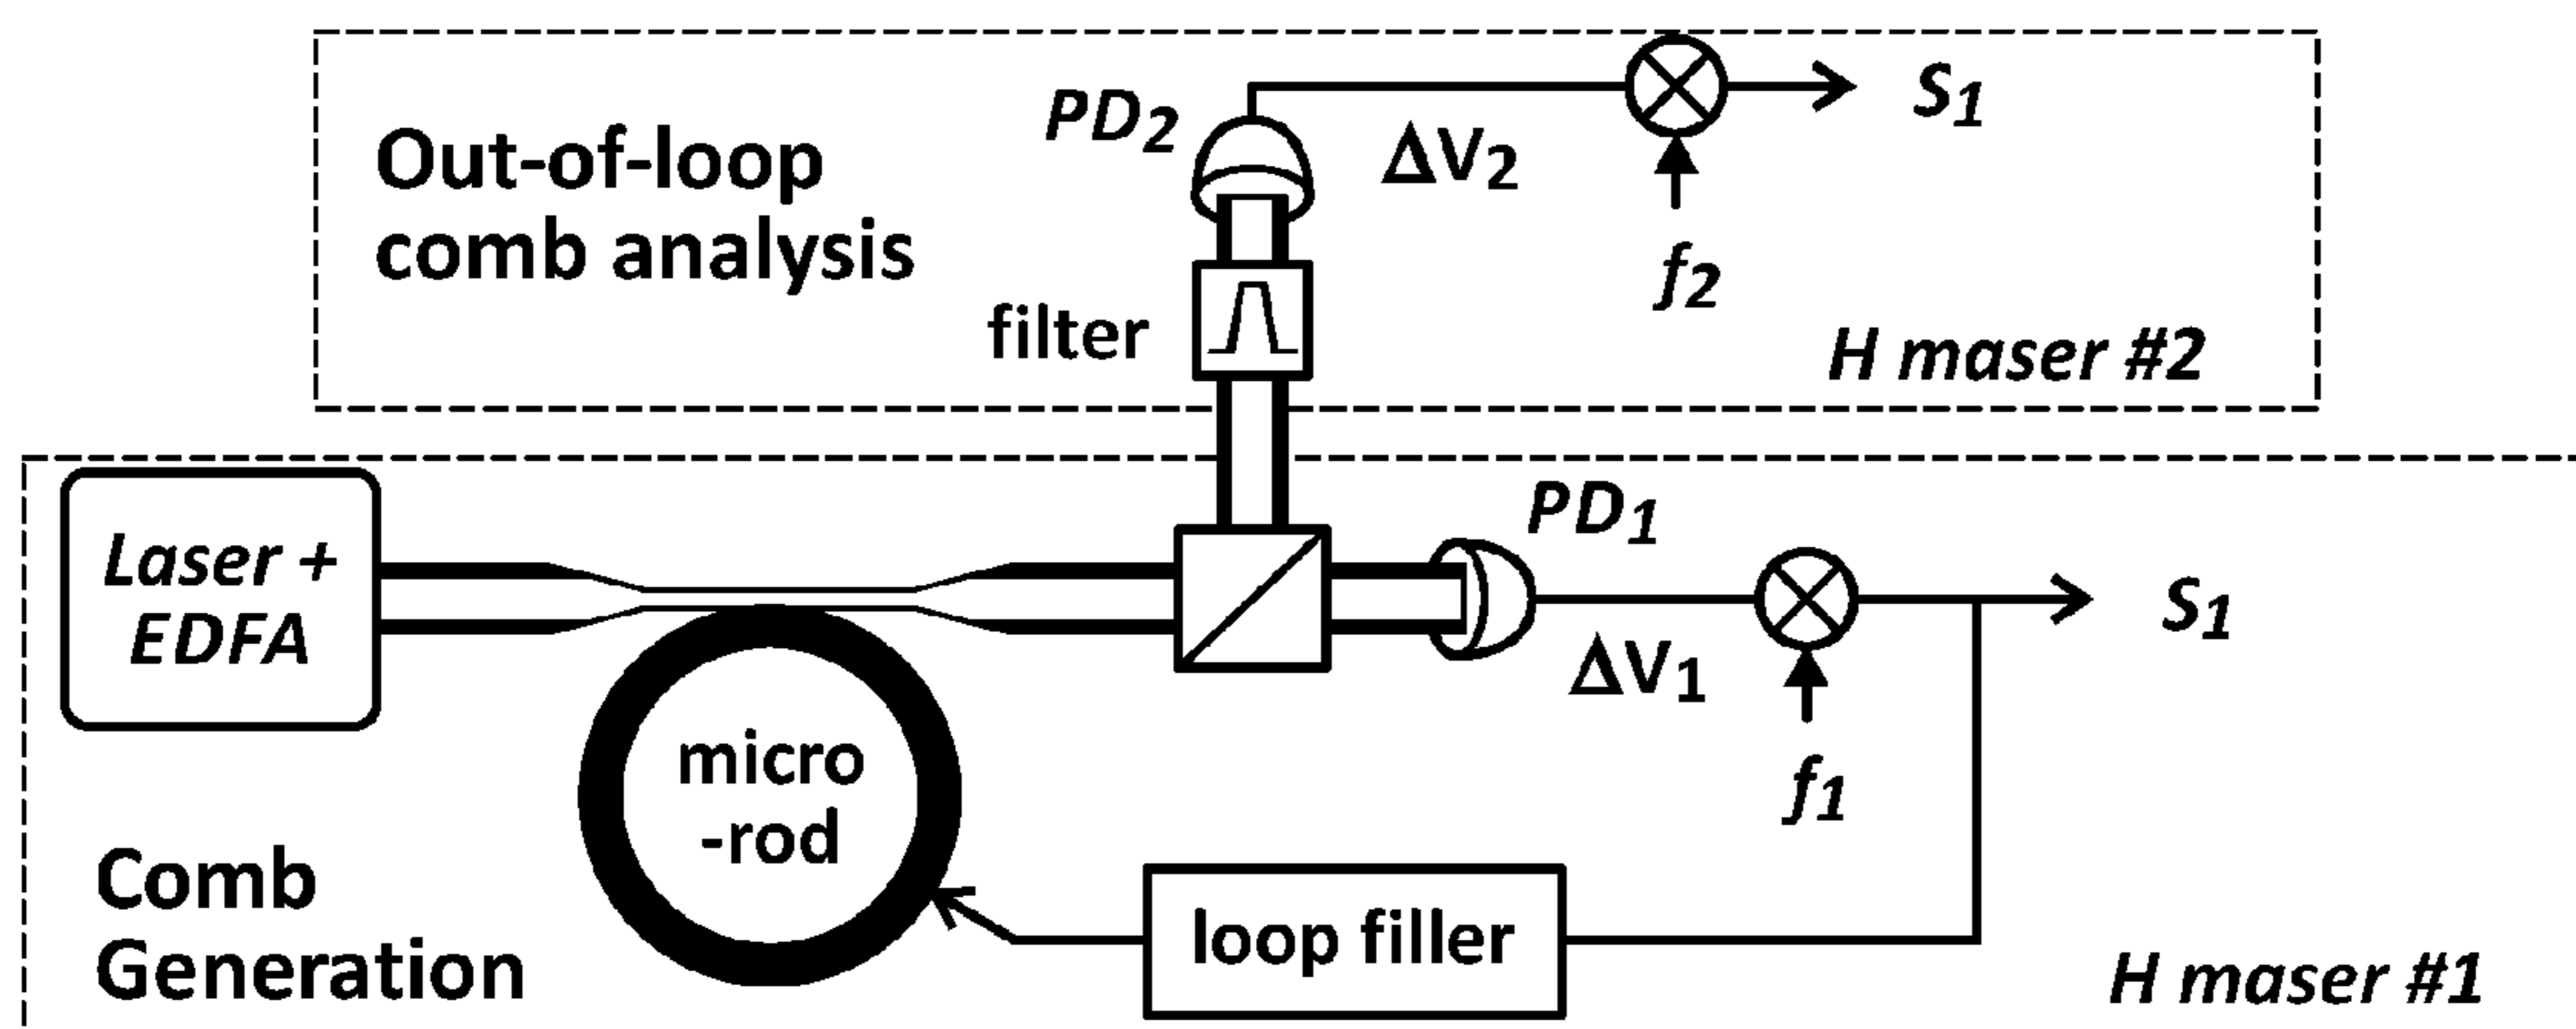 Out-of-loop
comb analysis
PD2
ΔV2
S1
f2
filter
H maser #2
Laser +
EDFA
PD1
ΔV1
S1
f1
micro
-rod
loop filler
Comb
Generation
H maser #1